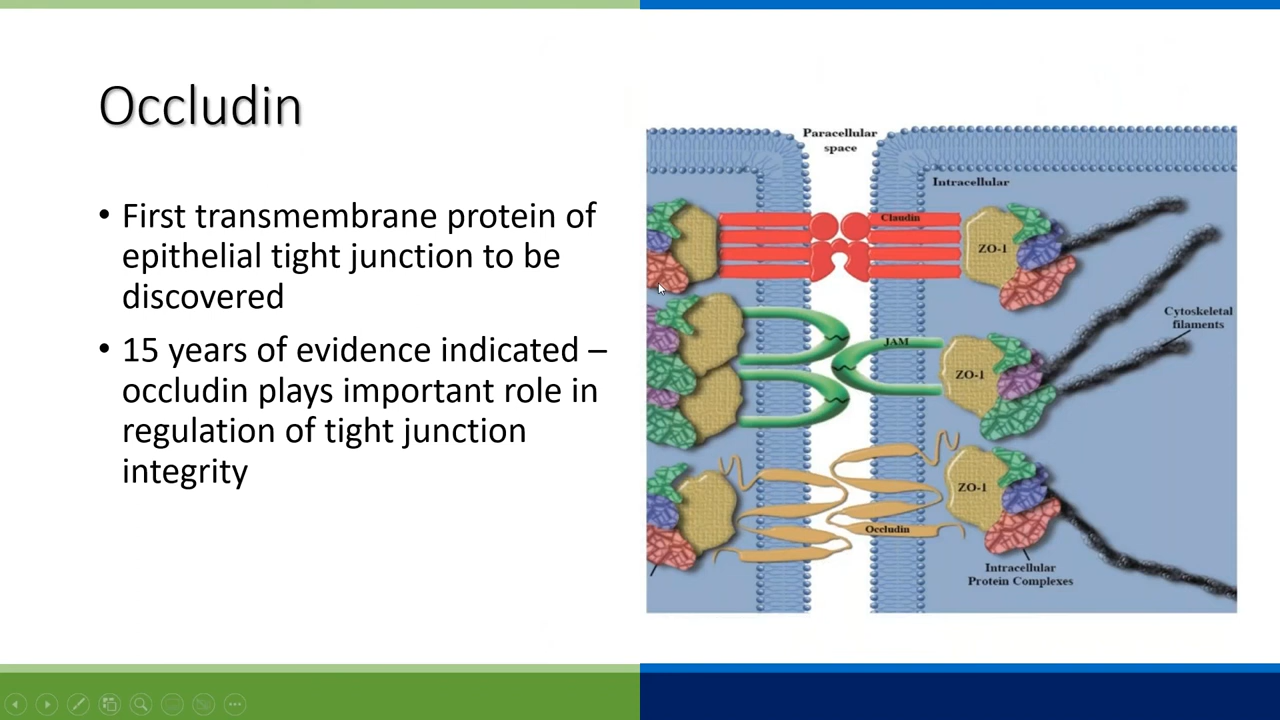 Occludin
• First transmembrane protein of
epithelial tight junction to be
discovered
• 15 years of evidence indicated –
occludin plays important role in
regulation of tight junction
integrity
Paracellular
space
Intracellular
Claudin
ZO-1
Cytoskeletal
filaments
JAM
ZO-1
ZO-1
Occludin
Intracellular
Protein Complexes